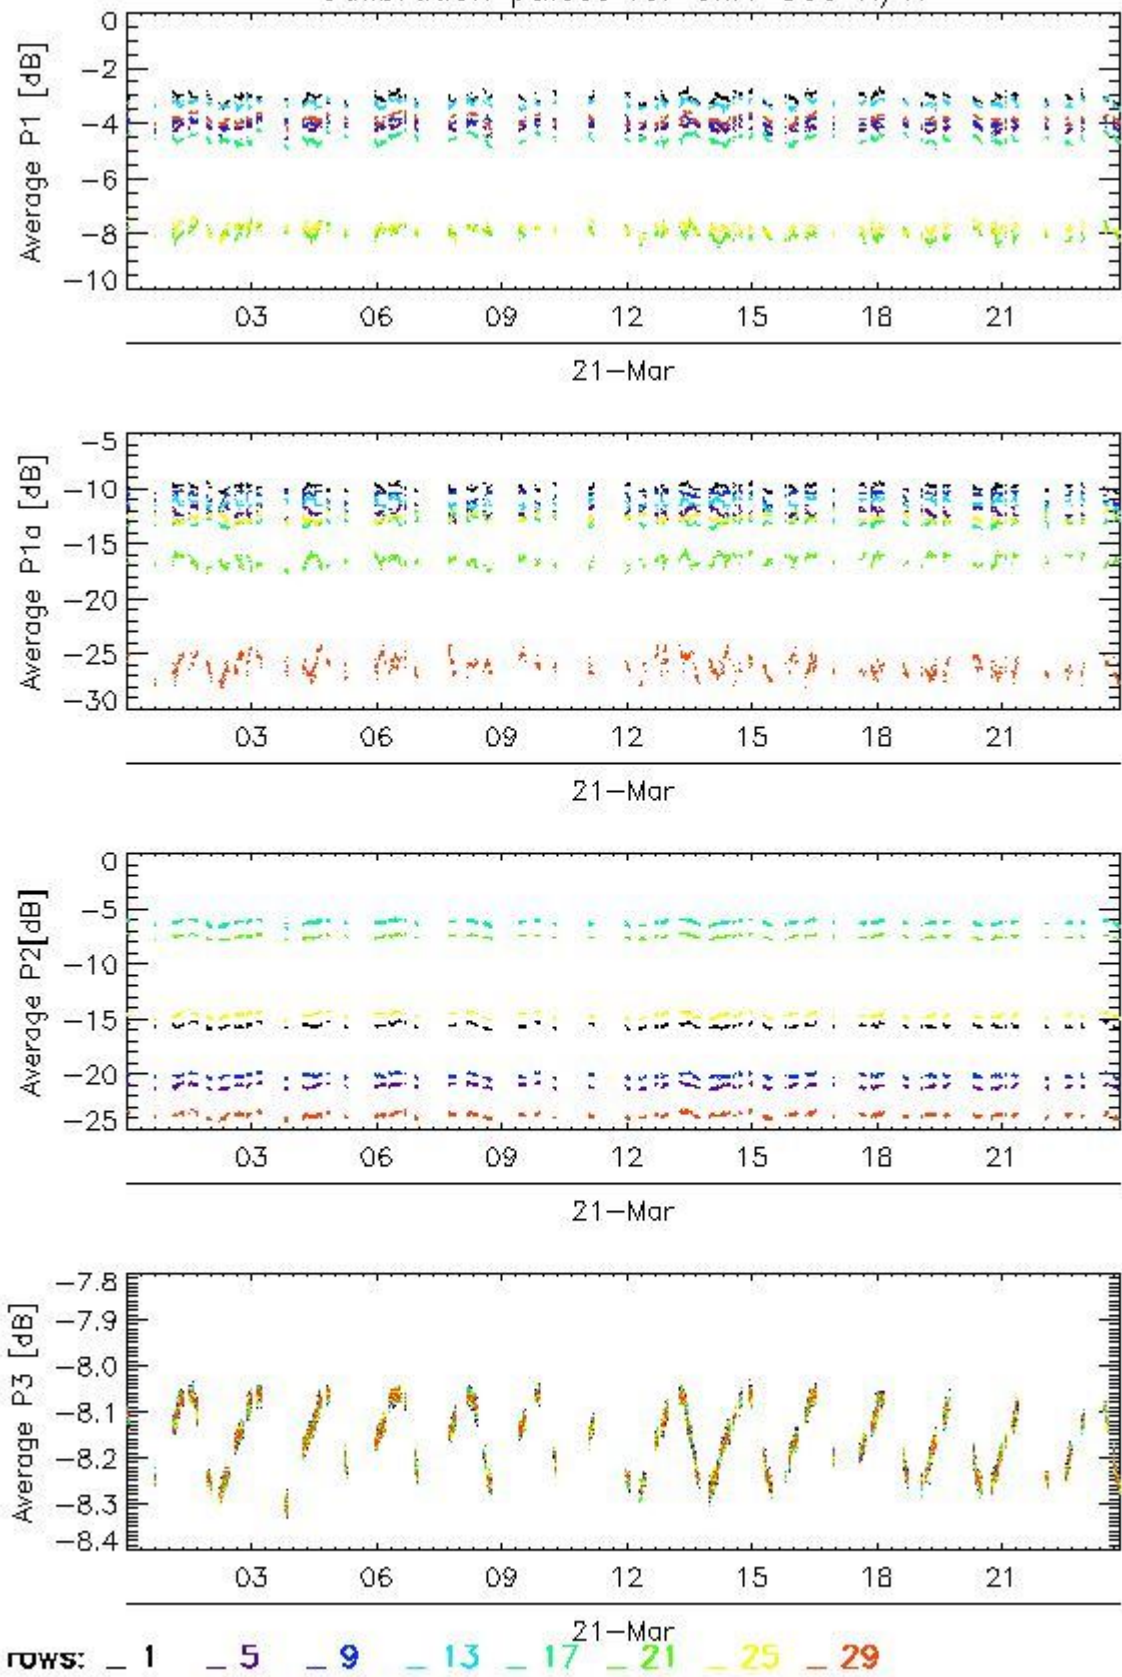 0
−2
−4
−6
−8
−10
Average P1 [dB]
03 06 09 12 15 18 21
21−Mar
−5
−10
−15
−20
−25
−30
Average P1a [dB]
03 06 09 12 15 18 21
21−Mar
0
−5
−10
−15
−20
−25
Average P2[dB]
03 06 09 12 15 18 21
21−Mar
−7.8
−7.9
−8.0
−8.1
−8.2
−8.3
−8.4
Average P3 [dB]
03 06 09 12 15 18 21
21−Mar
rows: _ 1 _ 5 _ 9 _ 13 _ 17 _ 21 _ 25 _ 29